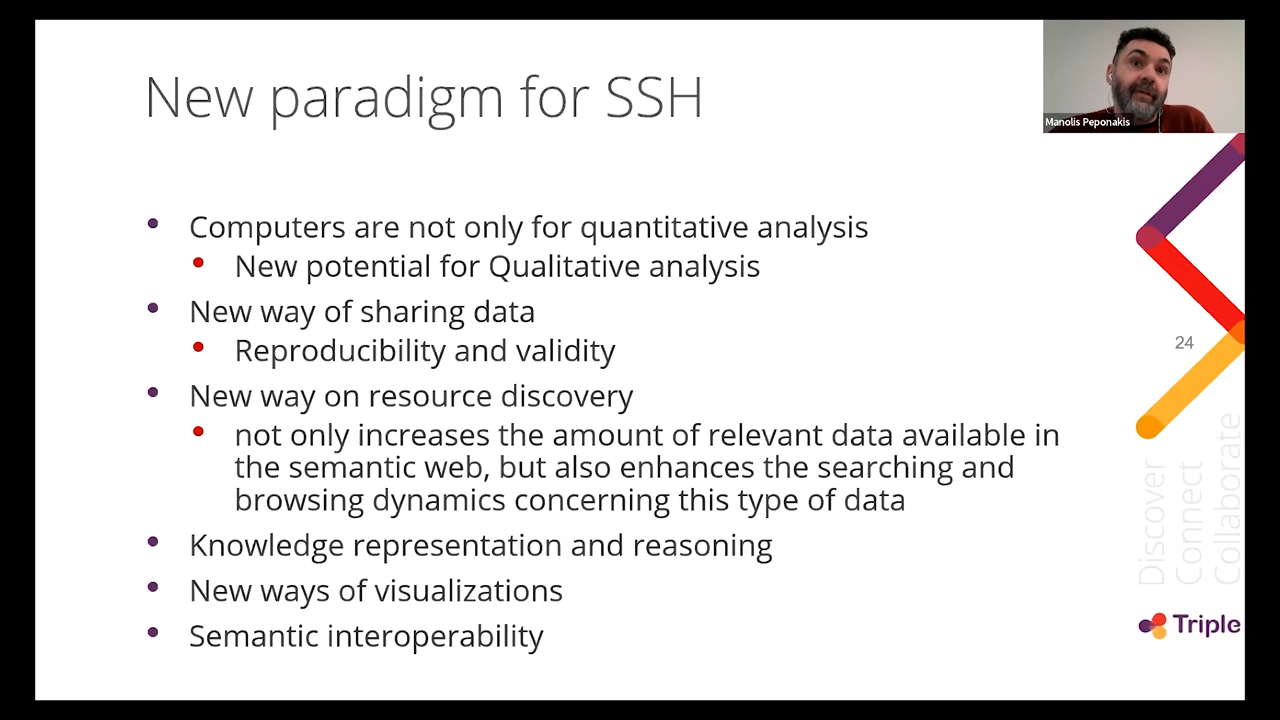 New paradigm for SSH
Manolis Peponakis
• Computers are not only for quantitative analysis
• New potential for Qualitative analysis
• New way of sharing data
• Reproducibility and validity
• New way on resource discovery
• not only increases the amount of relevant data available in
the semantic web, but also enhances the searching and
browsing dynamics concerning this type of data
• Knowledge representation and reasoning
• New ways of visualizations
• Semantic interoperability
24
Discover
Connect
Collaborate
Triple